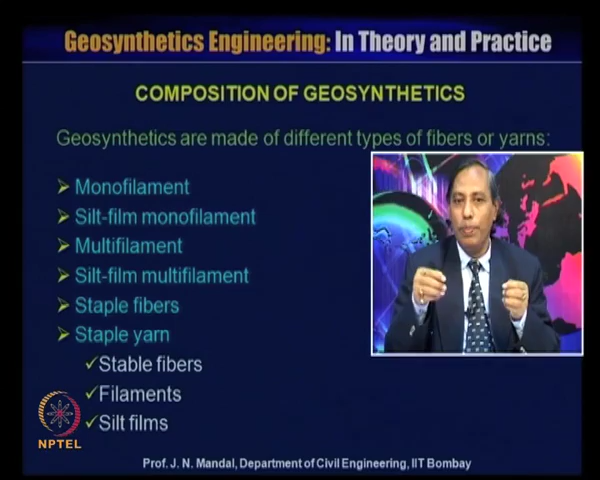 Geosynthetics Engineering: In Theory and Practice
COMPOSITION OF GEOSYNTHETICS
Geosynthetics are made of different types of fibers or yarns:
Monofilament
Silt-film monofilament
Multifilament
Silt-film multifilament
Staple fibers
Staple yarn
Stable fibers
Filaments
Silt films
NPTEL
Prof. J. N. Mandal, Department of Civil Engineering, IIT Bombay